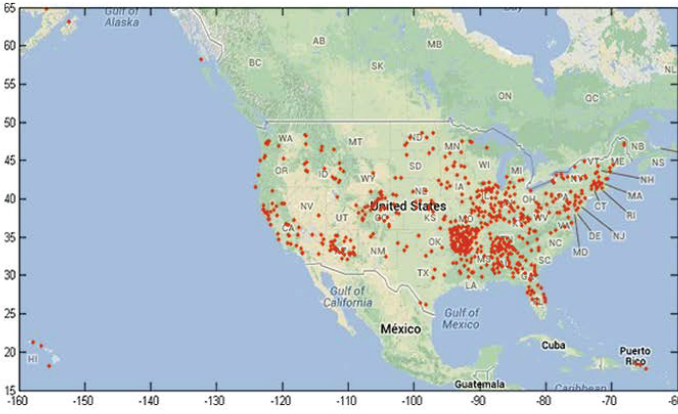 65
60
55
50
45
40
35
30
25
20
15
Gulf of
Alaska
AB
MB
BC
SK
ON
QC
NL
NB
NS
WA
MT
ND
MN
OR
ID
SD
WI
MI
VT
ME
NH
MA
WY
IA
NV
UT
United States
OH
CT
RI
KS
MO
WV
VA
NJ
DE
MD
NM
OK
NC
SC
TX
MS
LA
CA
Gulf of
California
Gulf of
Mexico
México
Cuba
Puerto
Rico
HI
Guatemala
Caribbean
-160
-150
-140
-130
-120
-110
-100
-90
-80
-70